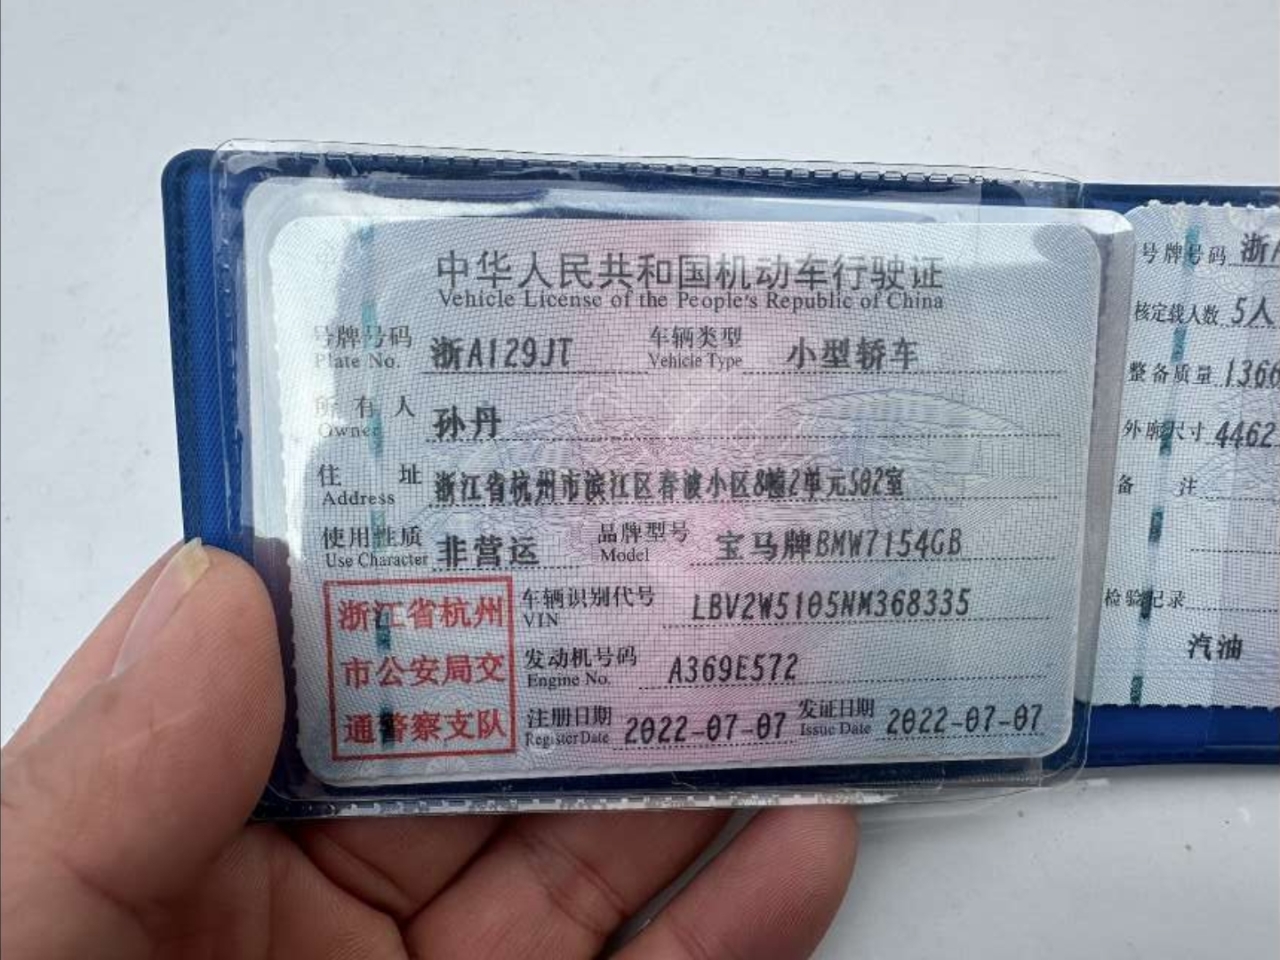 中华人民共和国机动车行驶证
Vehicle License of the People's Republic of China
号牌号码 浙A129JT 车辆类型 小型轿车
Plate No. Vehicle Type
所有人 孙丹
Owner
住址 浙江省杭州市滨江区春波小区8幢2单元502室
Address
使用性质 非营运 品牌型号 宝马牌BMW7154GB
Use Character Model
车辆识别代号 LBV2W5105NM368335
VIN
发动机号码 A369E572
Engine No.
注册日期 2022-07-07 发证日期 2022-07-07
Register Date Issue Date
浙江省杭州
市公安局交
通警察支队
号牌号码 浙
核定载人数 5人
整备质量 1366
外廓尺寸 4462
备注
检验记录
汽油